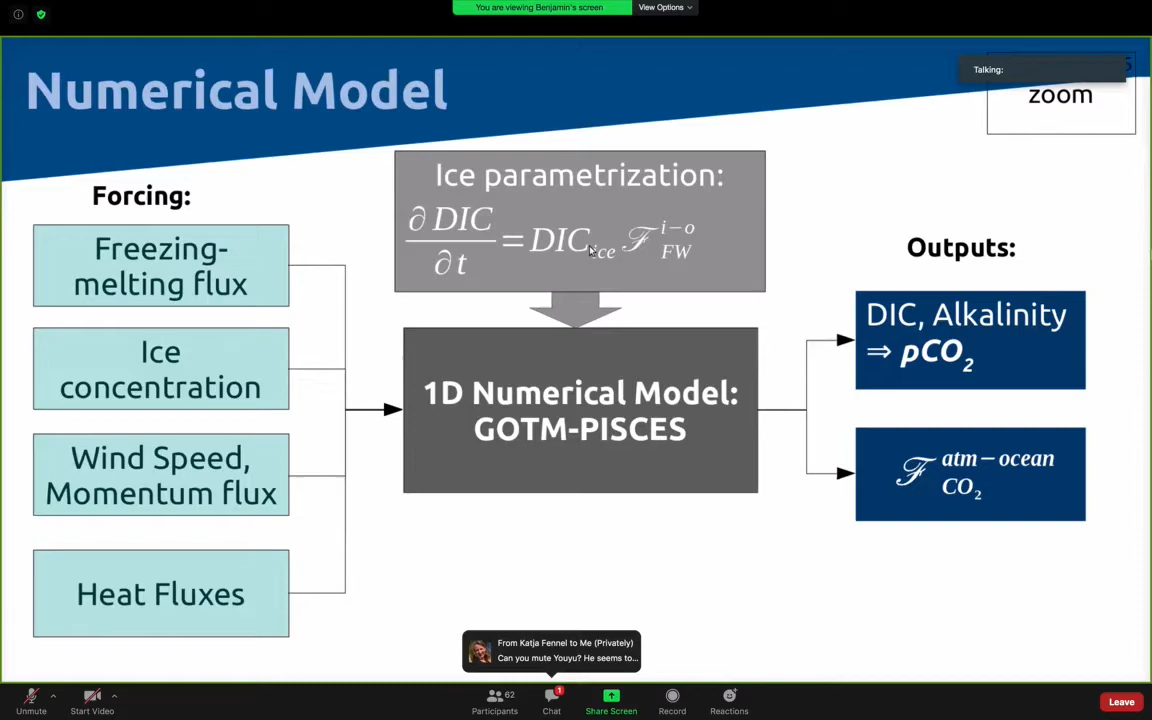 You are viewing Benjamin's screen
View Options
Numerical Model
Talking:
zoom
Forcing:
Freezing-
melting flux
Ice
concentration
Wind Speed,
Momentum flux
Heat Fluxes
Ice parametrization:
∂ DIC / ∂ t = DIC_ice ℱ_FW^i−o
1D Numerical Model:
GOTM-PISCES
Outputs:
DIC, Alkalinity
⇒ pCO₂
ℱ_CO₂^atm−ocean
From Katja Fennel to Me (Privately)
Can you mute Youyu? He seems to...
Unmute
Start Video
62
Participants
1
Chat
Share Screen
Record
Reactions
Leave